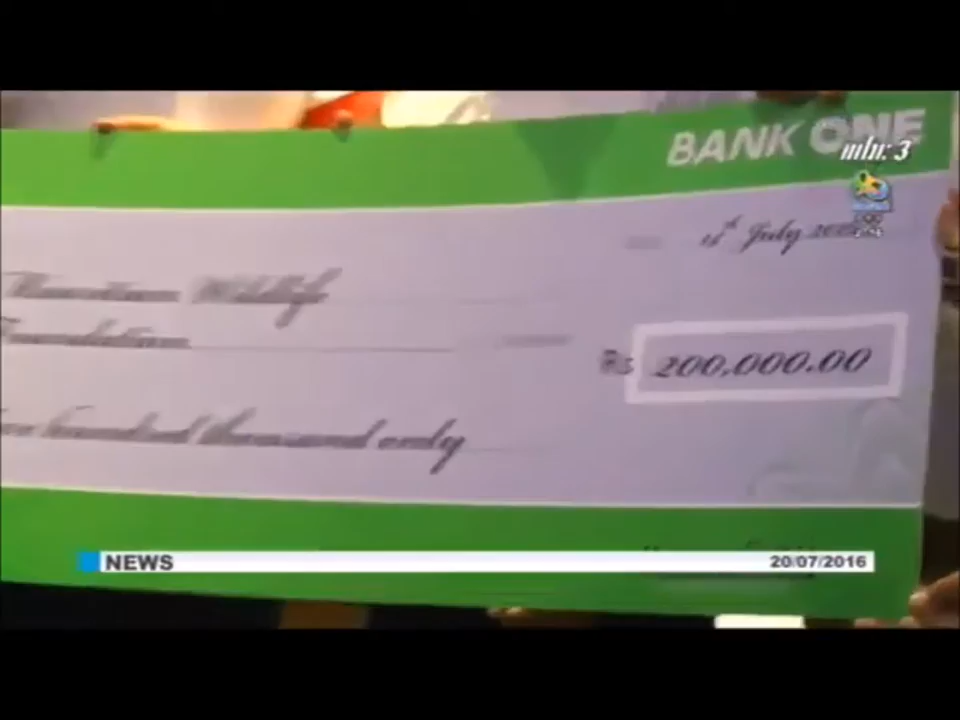 BANK ONE
mbc 3
July
Mauritian Wildlife
Foundation
Rs 200,000.00
hundred thousand only
NEWS
20/07/2016